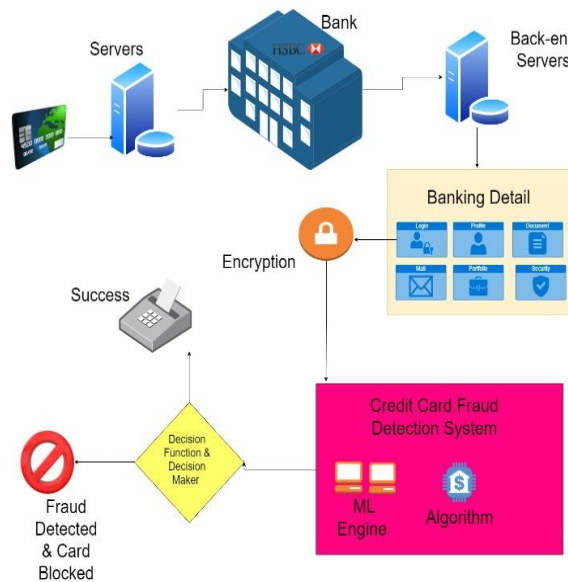 Servers
Bank
HSBC
Back-en
Servers
Banking Detail
Login
Profile
Document
Mail
Portfolio
Security
Encryption
Success
Credit Card Fraud
Detection System
ML
Engine
Algorithm
Decision
Function &
Decision
Maker
Fraud
Detected
& Card
Blocked